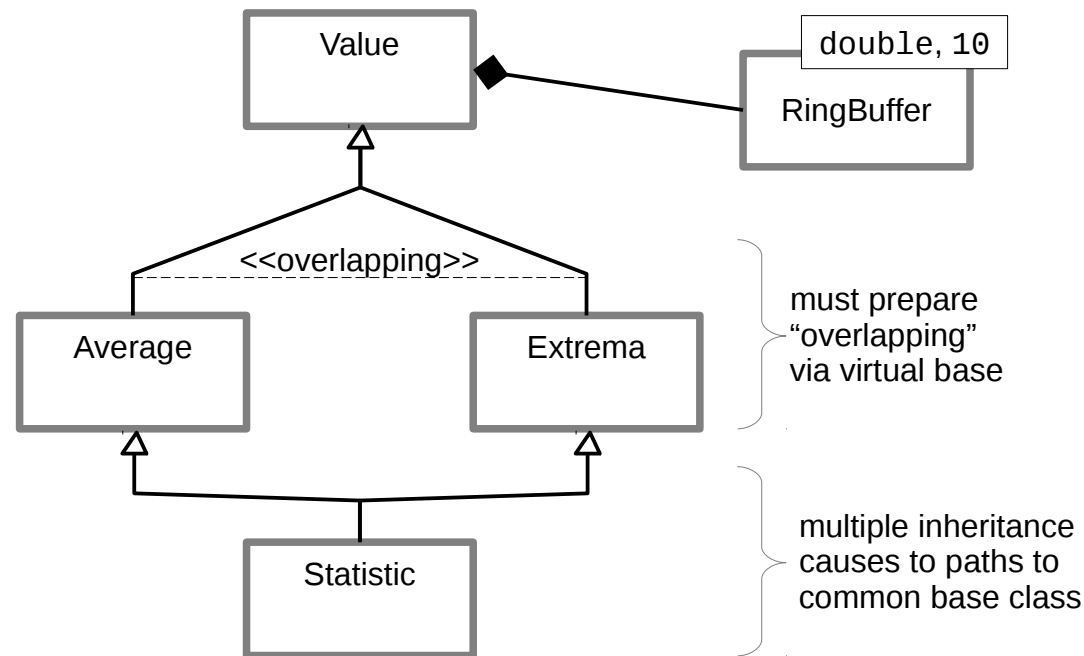 Value
double, 10
RingBuffer
<<overlapping>>
Average
Extrema
must prepare
“overlapping”
via virtual base
Statistic
multiple inheritance
causes to paths to
common base class